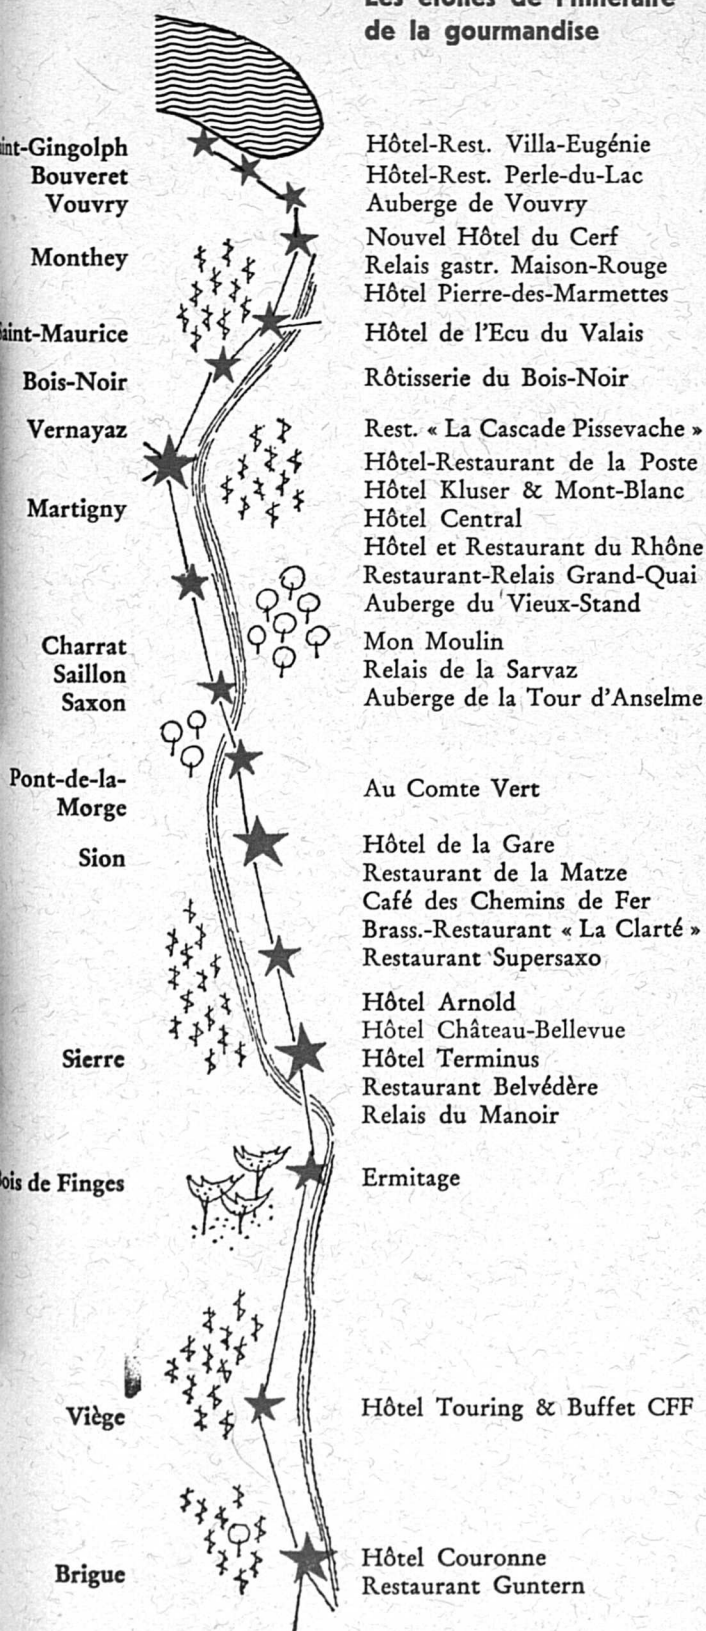 de la gourmandise
Bouveret
Vouvry
Monthey
Bois-Noir
Vernayaz
Martigny
Charrat
Saillon
Saxon
Pont-de-la-
Morge
Sion
Sierre
de Finges
Viège
Brigue
Hôtel-Rest. Villa-Eugénie
Hôtel-Rest. Perle-du-Lac
Auberge de Vouvry
Nouvel Hôtel du Cerf
Relais gastr. Maison-Rouge
Hôtel Pierre-des-Marmettes
Hôtel de l'Ecu du Valais
Rôtisserie du Bois-Noir
Rest. « La Cascade Pissevache »
Hôtel-Restaurant de la Poste
Hôtel Kluser & Mont-Blanc
Hôtel Central
Hôtel et Restaurant du Rhône
Restaurant-Relais Grand-Quai
Auberge du Vieux-Stand
Mon Moulin
Relais de la Sarvaz
Auberge de la Tour d'Anselme
Au Comte Vert
Hôtel de la Gare
Restaurant de la Matze
Café des Chemins de Fer
Brass.-Restaurant « La Clarté »
Restaurant Supersaxo
Hôtel Arnold
Hôtel Château-Bellevue
Hôtel Terminus
Restaurant Belvédère
Relais du Manoir
Ermitage
Hôtel Touring & Buffet CFF
Hôtel Couronne
Restaurant Guntern